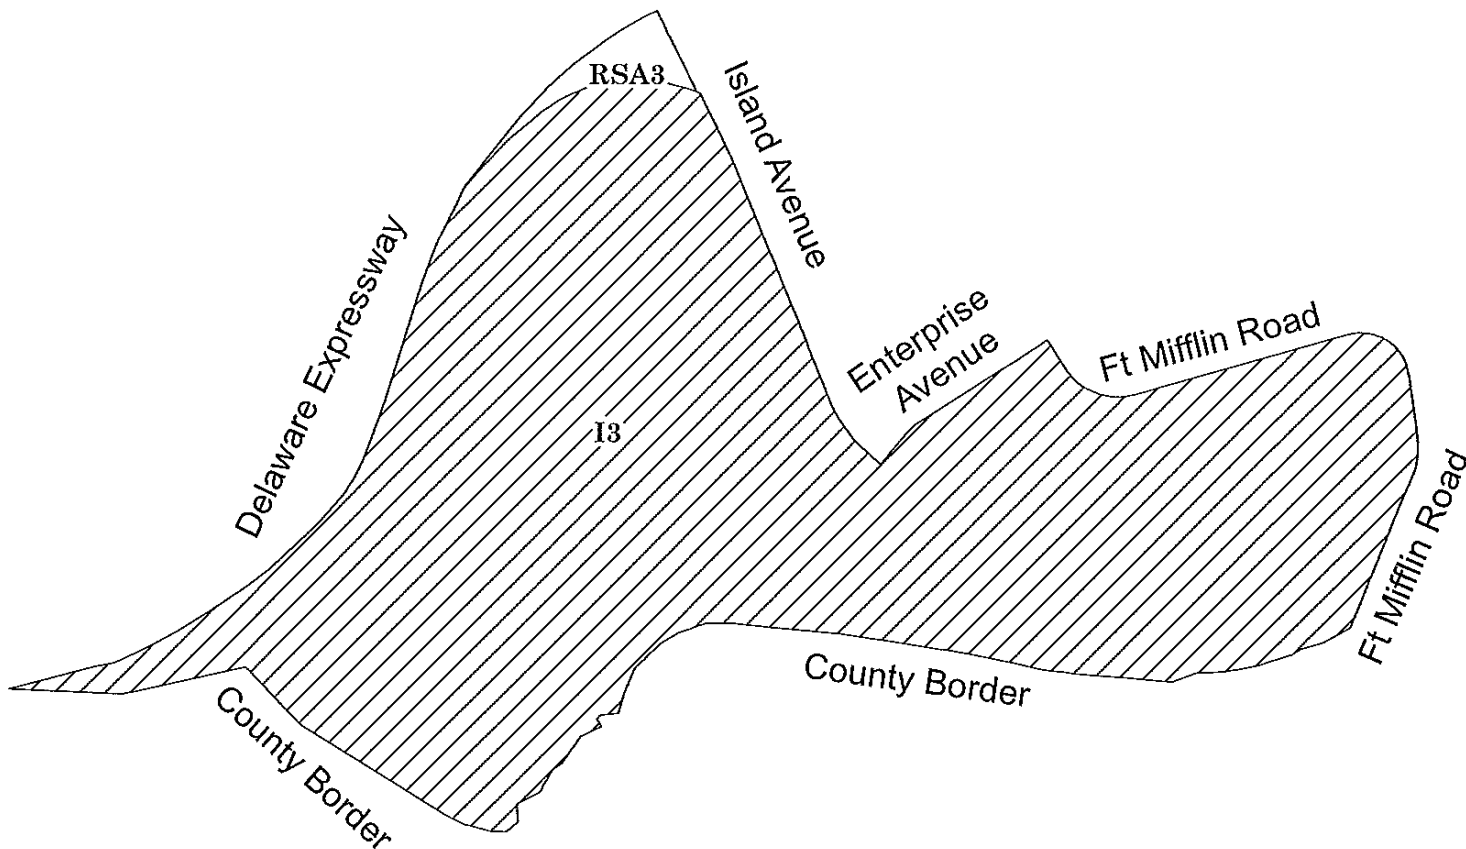 RSA3
Island Avenue
Delaware Expressway
Enterprise
Avenue
Ft Mifflin Road
I3
Ft Mifflin Road
County Border
County Border